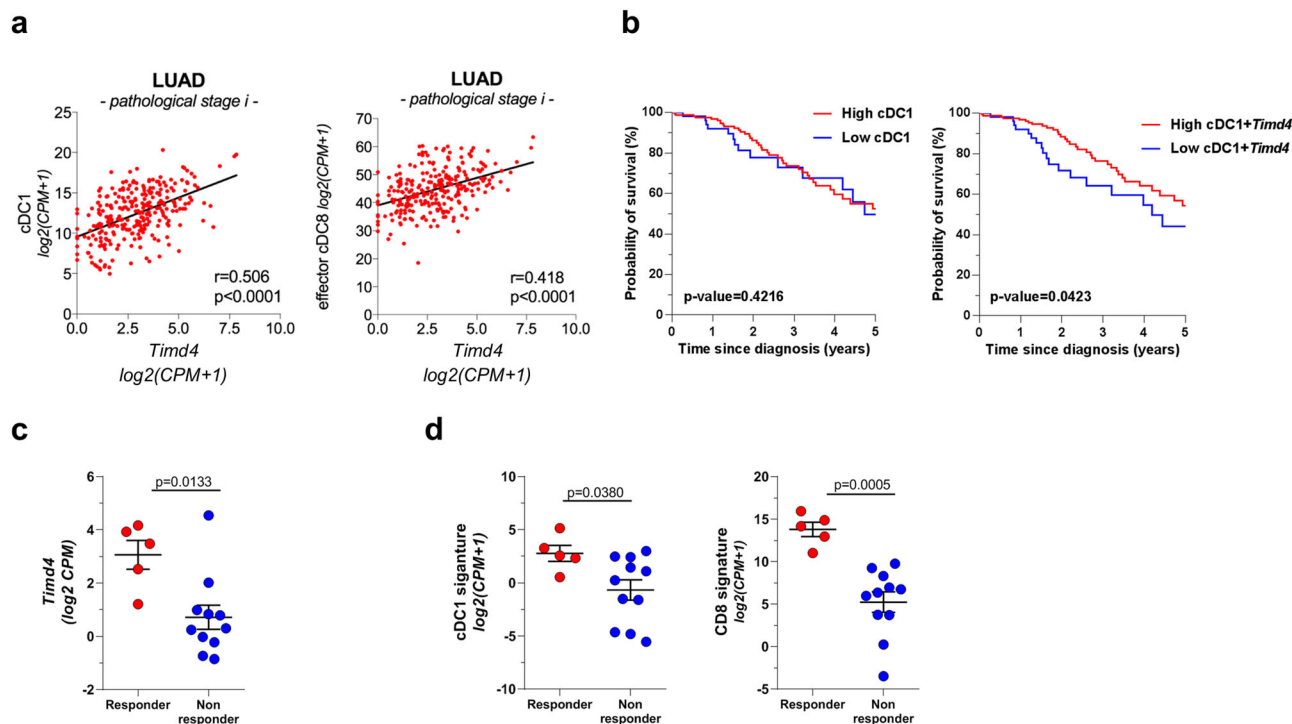 a
LUAD
- pathological stage i -
cDC1
log2(CPM+1)
25
20
15
10
5
0
0.0
2.5
5.0
7.5
10.0
r=0.506
p<0.0001
Timd4
log2(CPM+1)
LUAD
- pathological stage i -
effector cDC8 log2(CPM+1)
70
60
50
40
30
20
10
0
0.0
2.5
5.0
7.5
10.0
r=0.418
p<0.0001
Timd4
log2(CPM+1)
b
Probability of survival (%)
100
80
60
40
20
0
0
1
2
3
4
5
High cDC1
Low cDC1
p-value=0.4216
Time since diagnosis (years)
Probability of survival (%)
100
80
60
40
20
0
0
1
2
3
4
5
High cDC1+Timd4
Low cDC1+Timd4
p-value=0.0423
Time since diagnosis (years)
c
Timd4
(log2 CPM)
6
4
2
0
-2
p=0.0133
Responder
Non
responder
d
cDC1 siganture
log2(CPM+1)
10
5
0
-5
-10
p=0.0380
Responder
Non
responder
CD8 signature
log2(CPM+1)
20
15
10
5
0
-5
p=0.0005
Responder
Non
responder